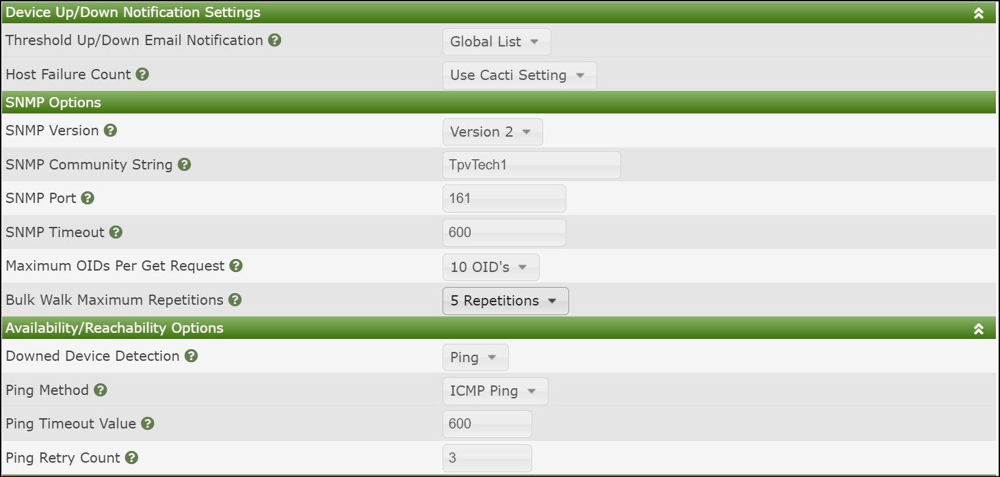 Device Up/Down Notification Settings
Threshold Up/Down Email Notification Global List
Host Failure Count Use Cacti Setting
SNMP Options
SNMP Version Version 2
SNMP Community String TpvTech1
SNMP Port 161
SNMP Timeout 600
Maximum OIDs Per Get Request 10 OID's
Bulk Walk Maximum Repetitions 5 Repetitions
Availability/Reachability Options
Downed Device Detection Ping
Ping Method ICMP Ping
Ping Timeout Value 600
Ping Retry Count 3